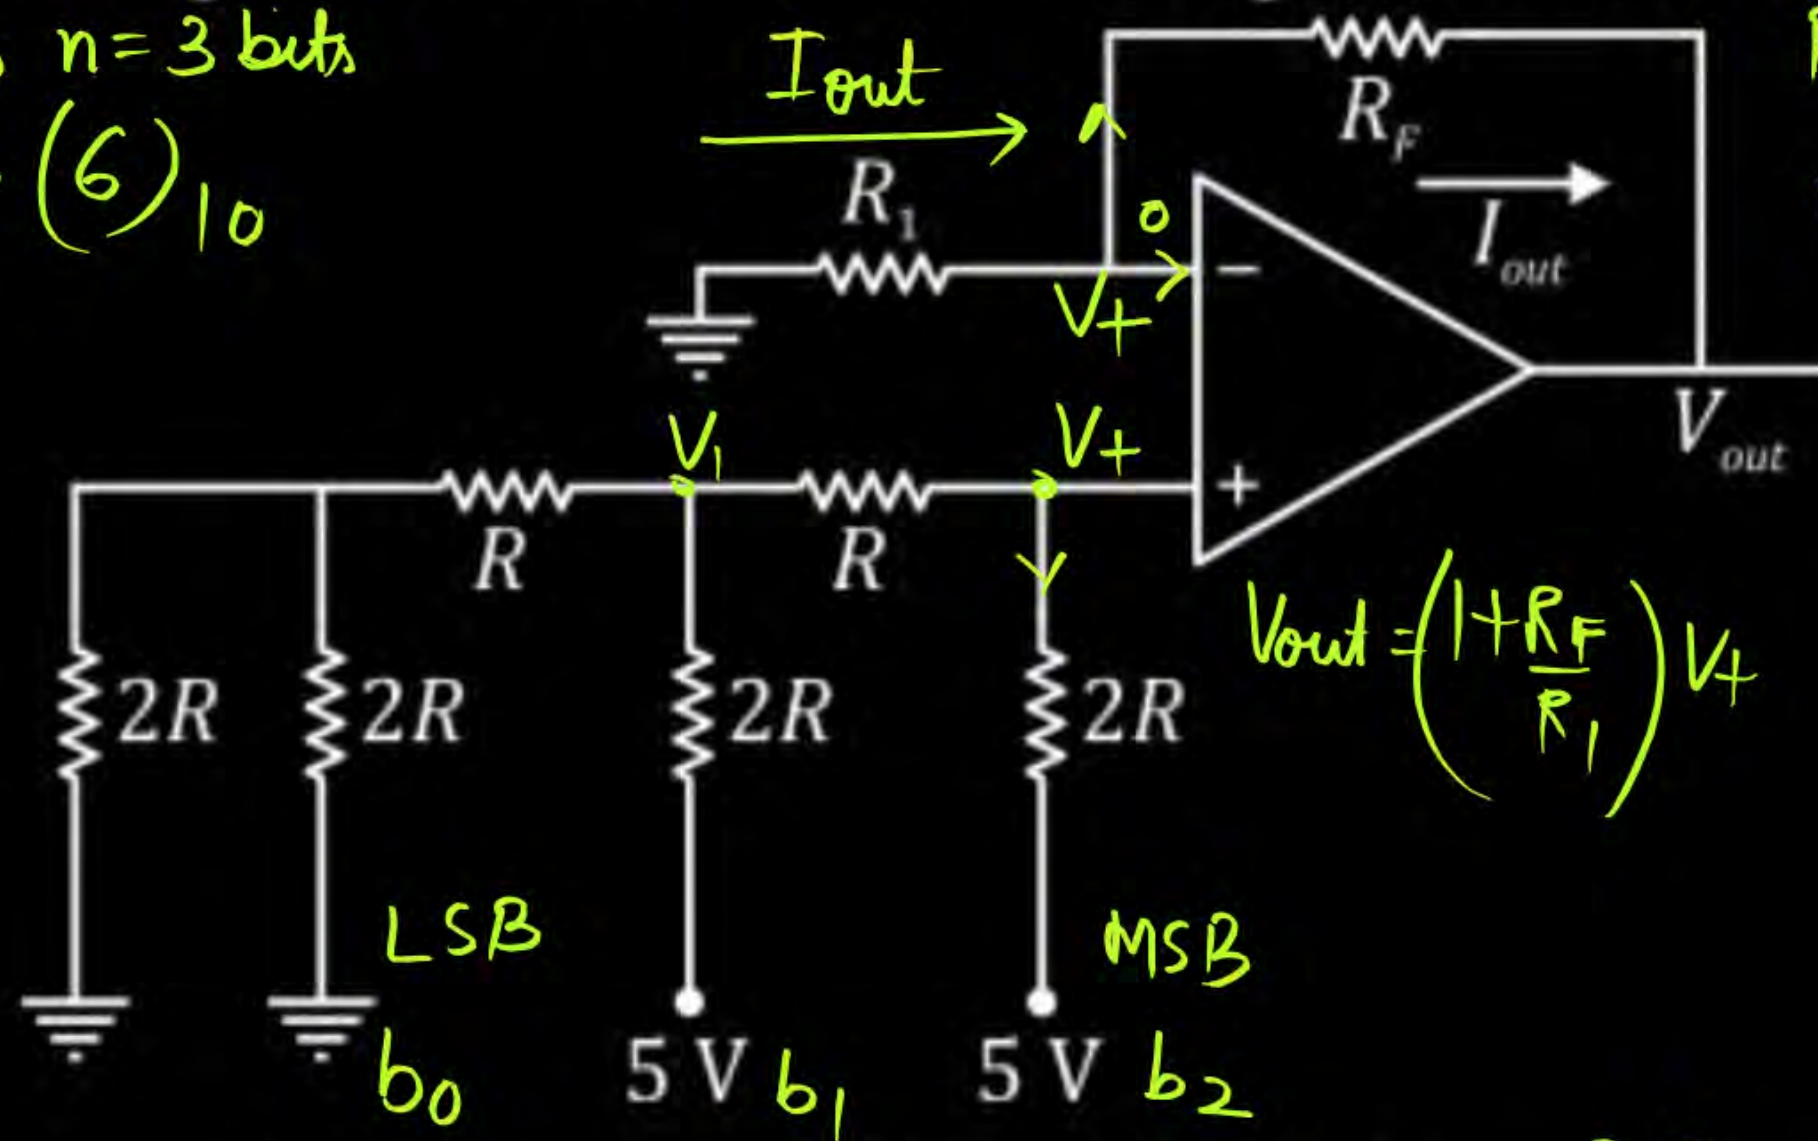 n = 3 bits
(6)10
Iout
RF
Iout
R1
0
−
V+
V1
V+
+
Vout
R
R
Vout = (1 + RF/R1) V+
2R
2R
2R
2R
LSB
MSB
b0
5 V b1
5 V b2